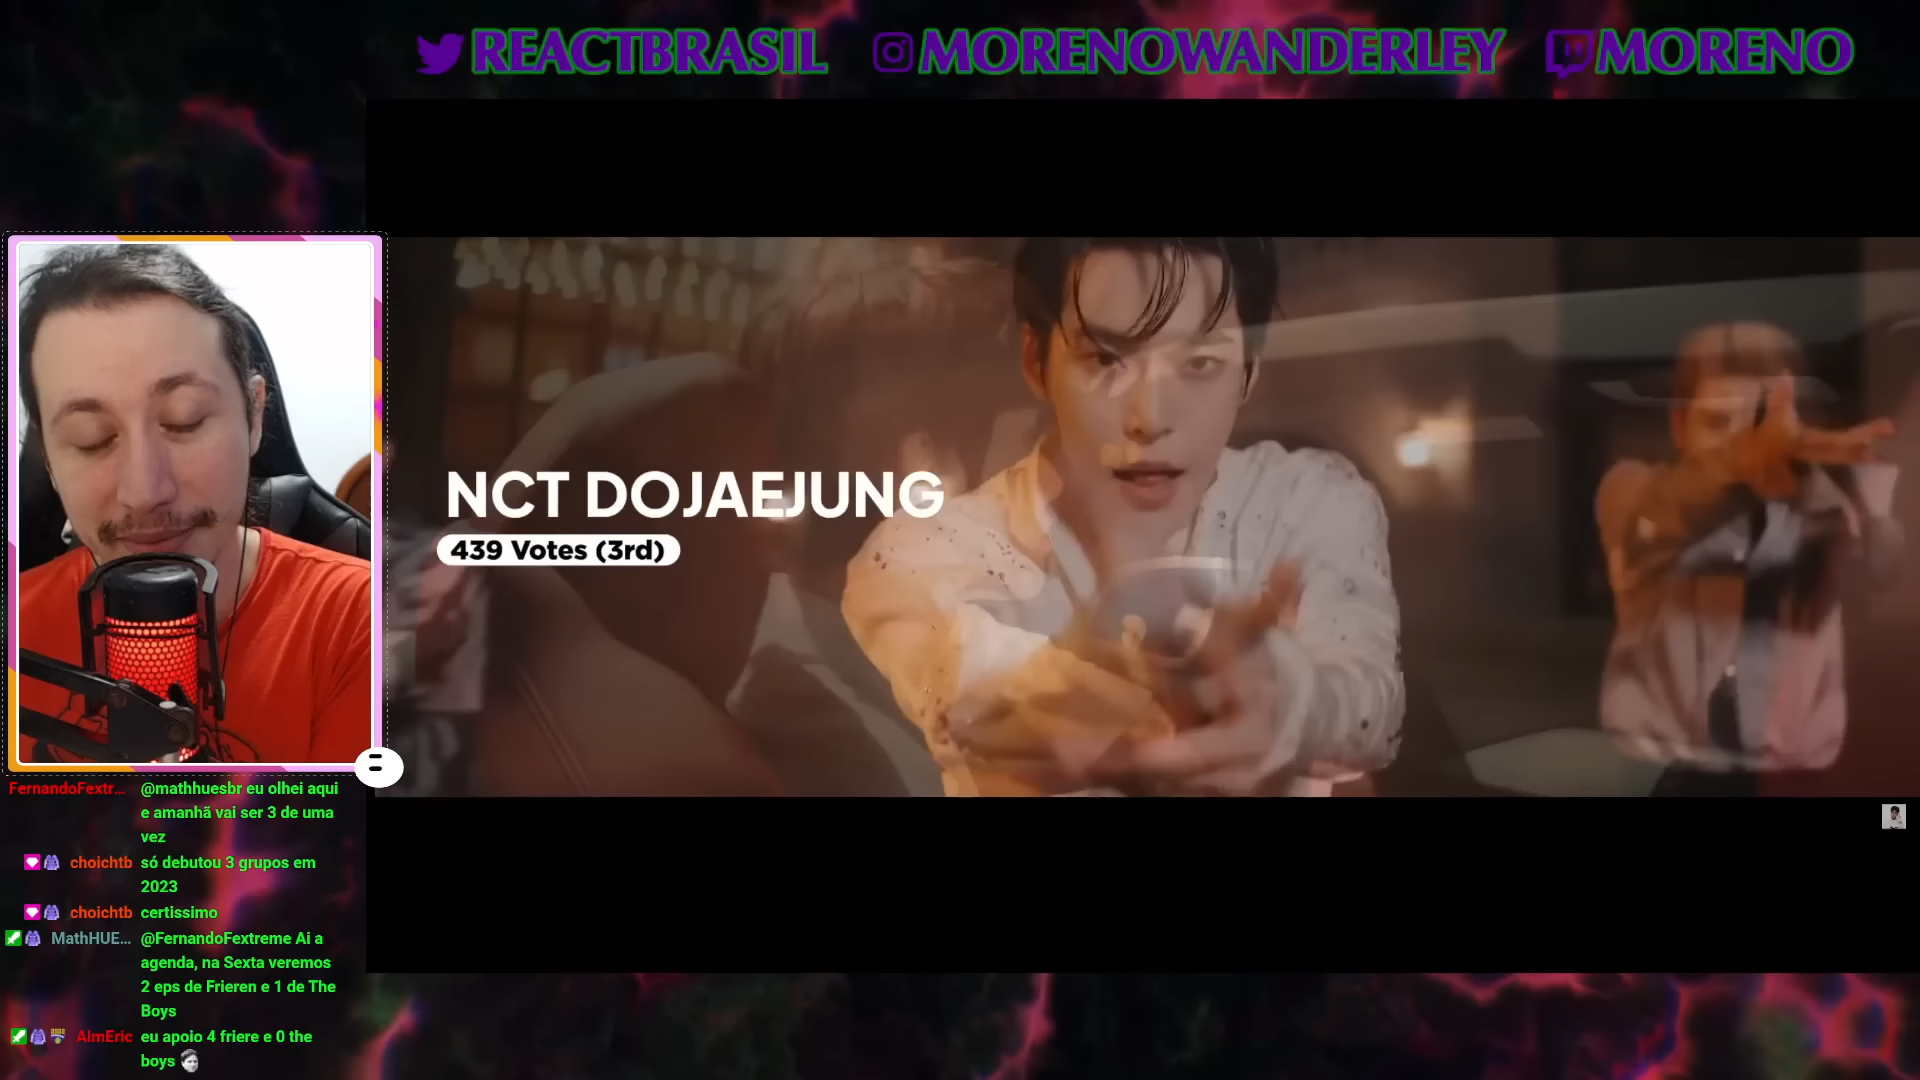 REACTBRASIL MORENOWANDERLEY MORENO
NCT DOJAEJUNG
439 Votes (3rd)
FernandoFextr... @mathhuesbr eu olhei aqui
e amanhã vai ser 3 de uma
vez
choichtb só debutou 3 grupos em
2023
choichtb certissimo
MathHUE... @FernandoFextreme Ai a
agenda, na Sexta veremos
2 eps de Frieren e 1 de The
Boys
AlmEric eu apoio 4 friere e 0 the
boys